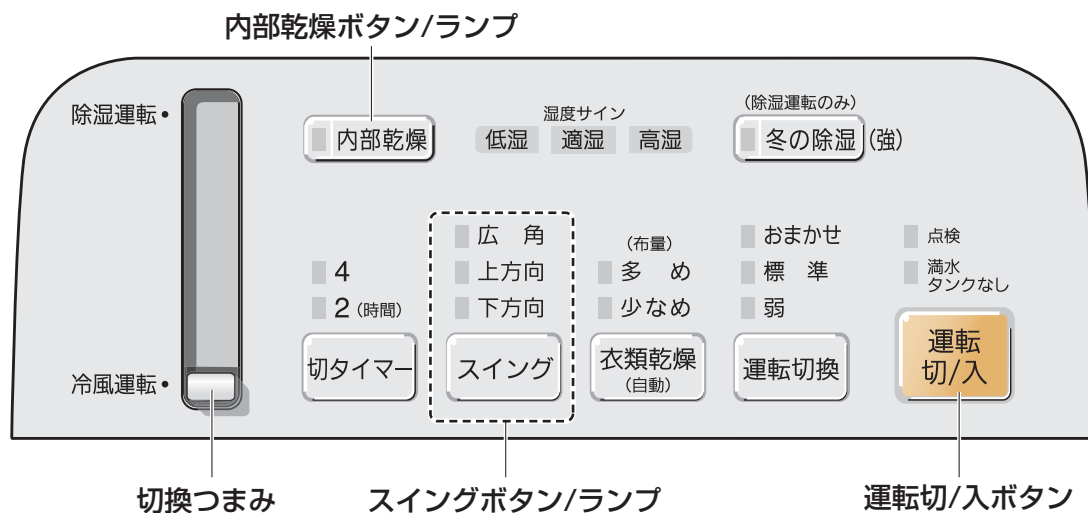 内部乾燥ボタン/ランプ
除湿運転•
冷風運転•
内部乾燥
湿度サイン
低湿 適湿 高湿
(除湿運転のみ)
冬の除湿 (強)
4
2 (時間)
切タイマー
広 角
上方向
下方向
スイング
(布量)
多 め
少なめ
衣類乾燥
(自動)
おまかせ
標 準
弱
運転切換
点検
満水
タンクなし
運転
切/入
切換つまみ
スイングボタン/ランプ
運転切/入ボタン